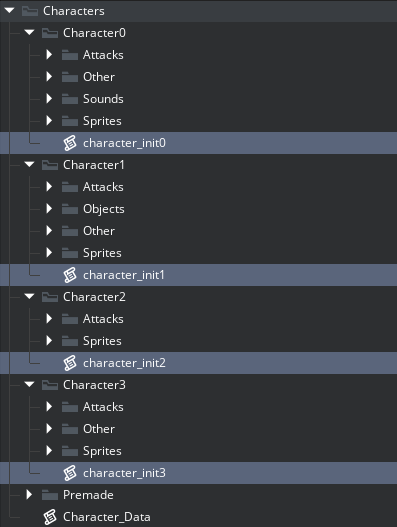 Characters
Character0
Attacks
Other
Sounds
Sprites
character_init0
Character1
Attacks
Objects
Other
Sprites
character_init1
Character2
Attacks
Sprites
character_init2
Character3
Attacks
Other
Sprites
character_init3
Premade
Character_Data